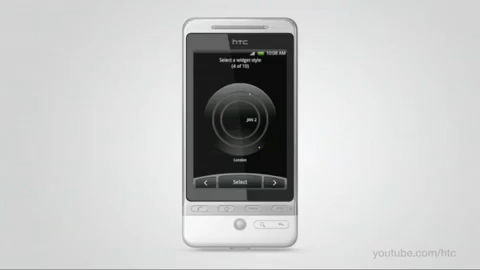 hTC
10:08 AM
Select a widget style
(4 of 10)
JAN 2
London
Select
youtube.com/htc